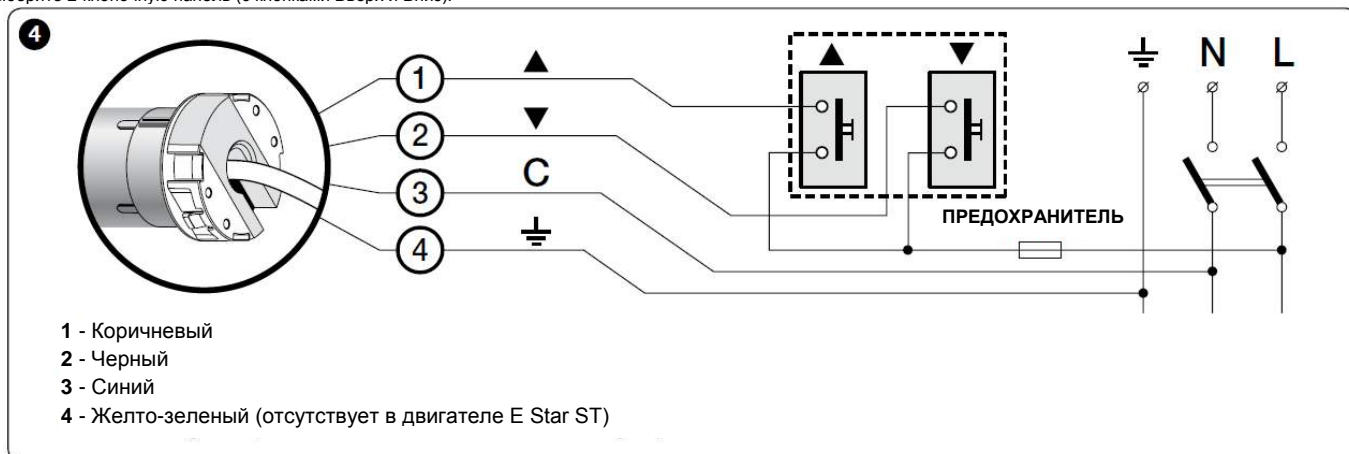 4
⏚ N L
1 ▲
2 ▼
3 C
4 ⏚
▲ ▼
ПРЕДОХРАНИТЕЛЬ
1 - Коричневый
2 - Черный
3 - Синий
4 - Желто-зеленый (отсутствует в двигателе E Star ST)